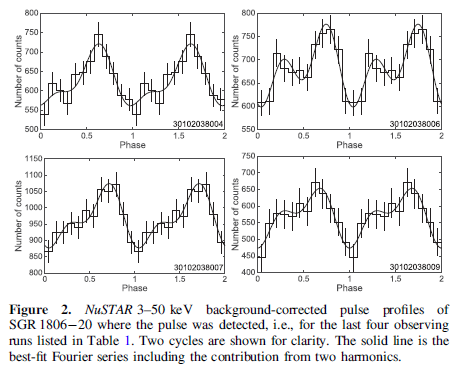 800
750
700
650
600
550
500
Number of counts
0 0.5 1 1.5 2
Phase
30102038004
800
750
700
650
600
550
Number of counts
0 0.5 1 1.5 2
Phase
30102038006
1150
1100
1050
1000
950
900
850
800
Number of counts
0 0.5 1 1.5 2
Phase
30102038007
750
700
650
600
550
500
450
400
Number of counts
0 0.5 1 1.5 2
Phase
30102038009
Figure 2. NuSTAR 3–50 keV background-corrected pulse profiles of
SGR 1806−20 where the pulse was detected, i.e., for the last four observing
runs listed in Table 1. Two cycles are shown for clarity. The solid line is the
best-fit Fourier series including the contribution from two harmonics.